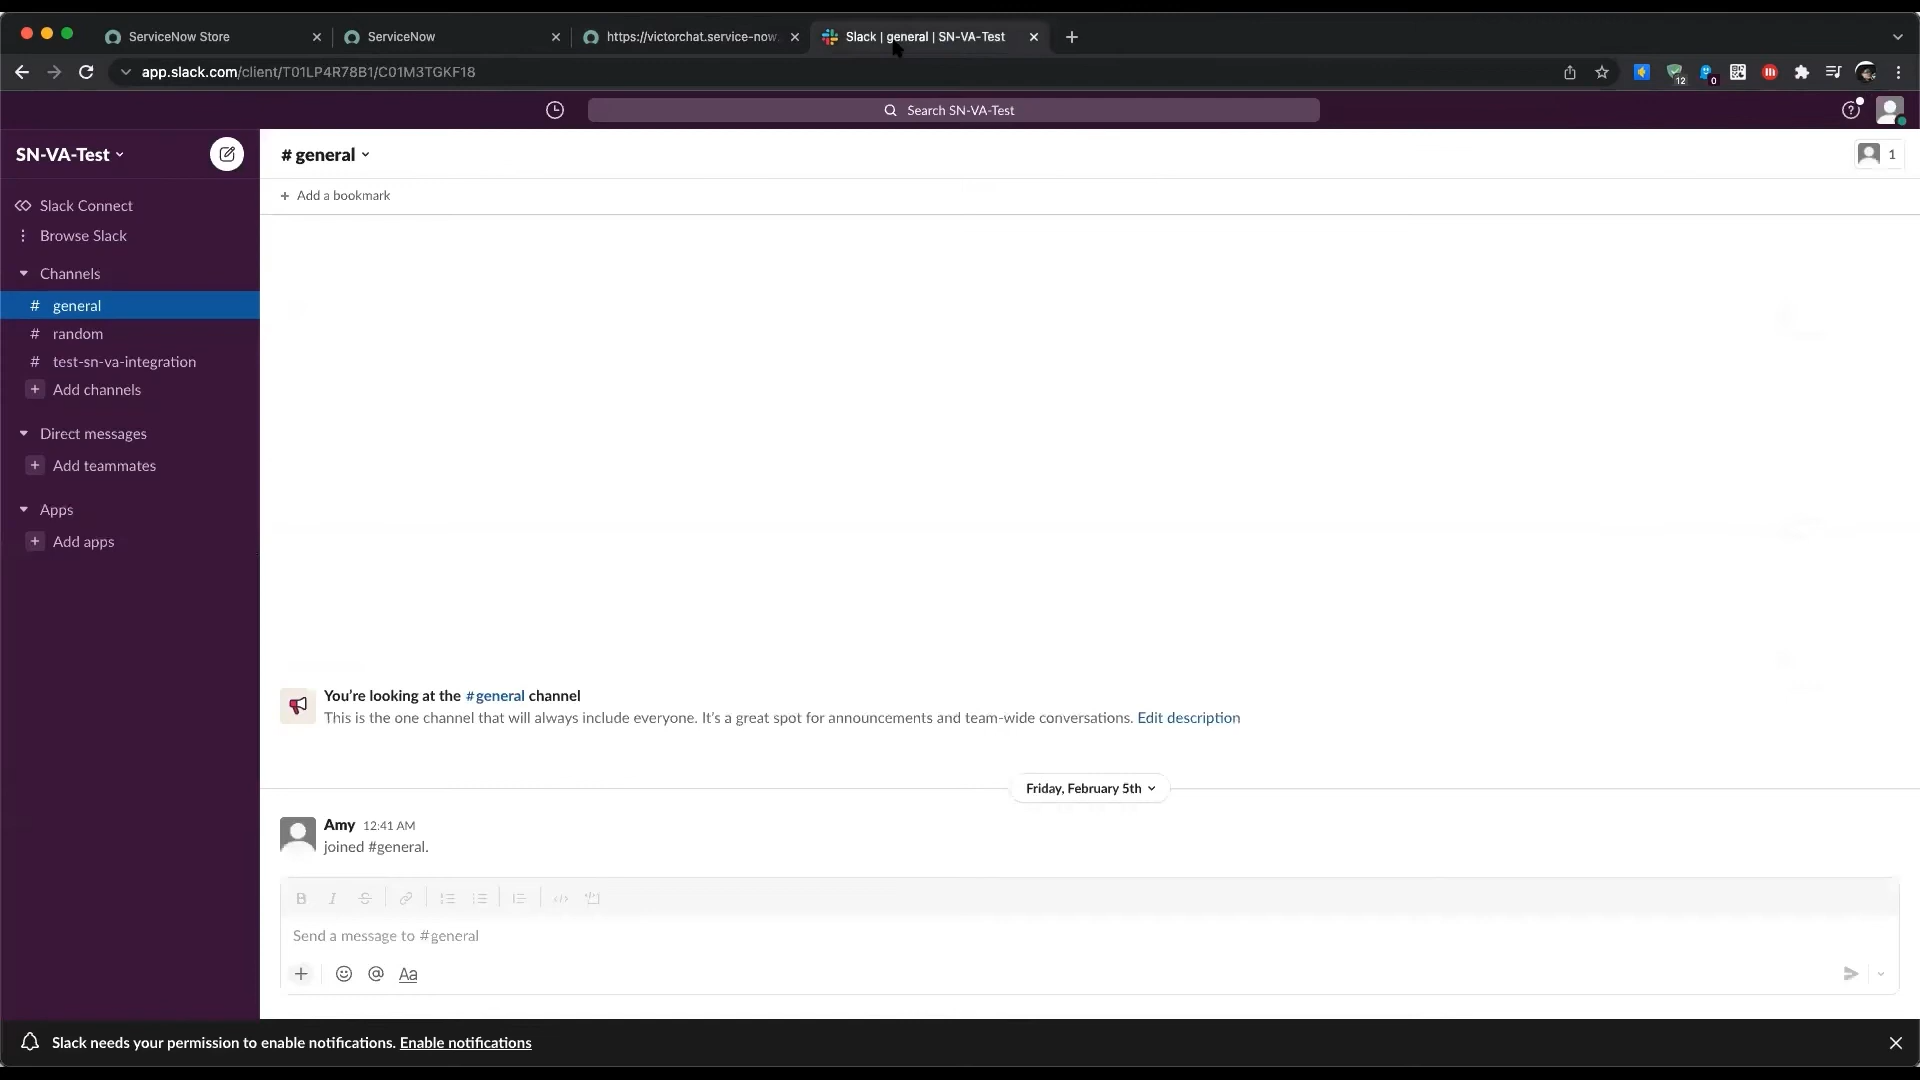 ServiceNow Store
ServiceNow
https://victorchat.service-now.
Slack | general | SN-VA-Test
app.slack.com/client/T01LP4R78B1/C01M3TGKF18
12
0
Search SN-VA-Test
SN-VA-Test
# general
1
+ Add a bookmark
Slack Connect
Browse Slack
Channels
# general
# random
# test-sn-va-integration
+ Add channels
Direct messages
+ Add teammates
Apps
+ Add apps
You're looking at the #general channel
This is the one channel that will always include everyone. It's a great spot for announcements and team-wide conversations. Edit description
Friday, February 5th
Amy 12:41 AM
joined #general.
B I S
Send a message to #general
+ @ Aa
Slack needs your permission to enable notifications. Enable notifications